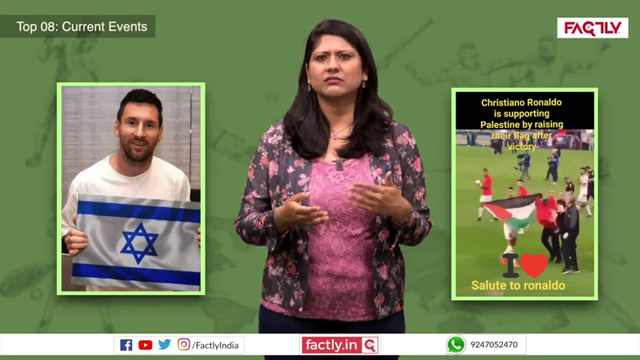 Top 08: Current Events
FACTLY
Christiano Ronaldo
is supporting
Palestine by raising
their flag after
victory
I
Salute to ronaldo
/FactlyIndia
factly.in
9247052470